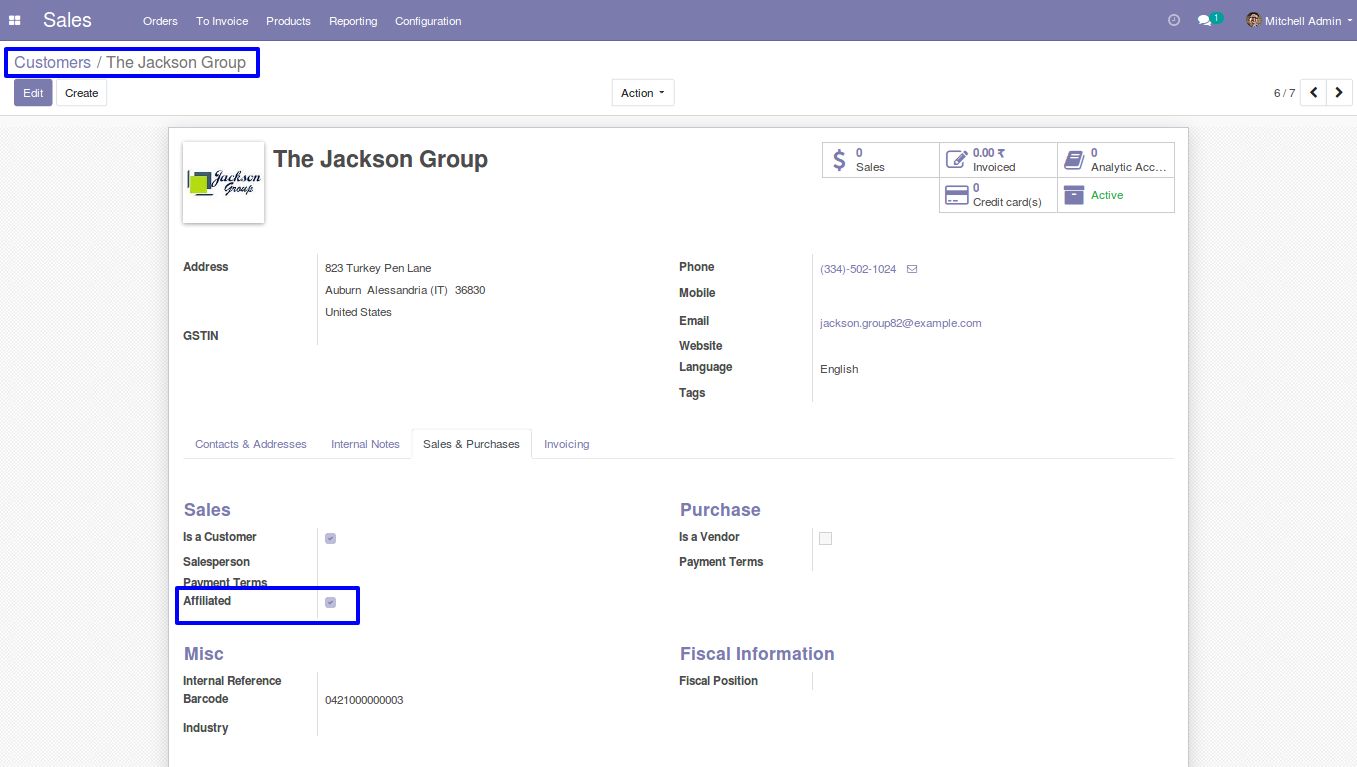 Sales Orders To Invoice Products Reporting Configuration 1 Mitchell Admin
Customers / The Jackson Group
Edit Create Action 6 / 7
Jackson
Group
The Jackson Group
0
Sales
0.00 ₹
Invoiced
0
Analytic Acc...
0
Credit card(s)
Active
Address 823 Turkey Pen Lane
Auburn Alessandria (IT) 36830
United States
GSTIN
Phone (334)-502-1024
Mobile
Email jackson.group82@example.com
Website
Language English
Tags
Contacts & Addresses Internal Notes Sales & Purchases Invoicing
Sales
Is a Customer
Salesperson
Payment Terms
Affiliated
Purchase
Is a Vendor
Payment Terms
Misc
Internal Reference
Barcode 0421000000003
Industry
Fiscal Information
Fiscal Position